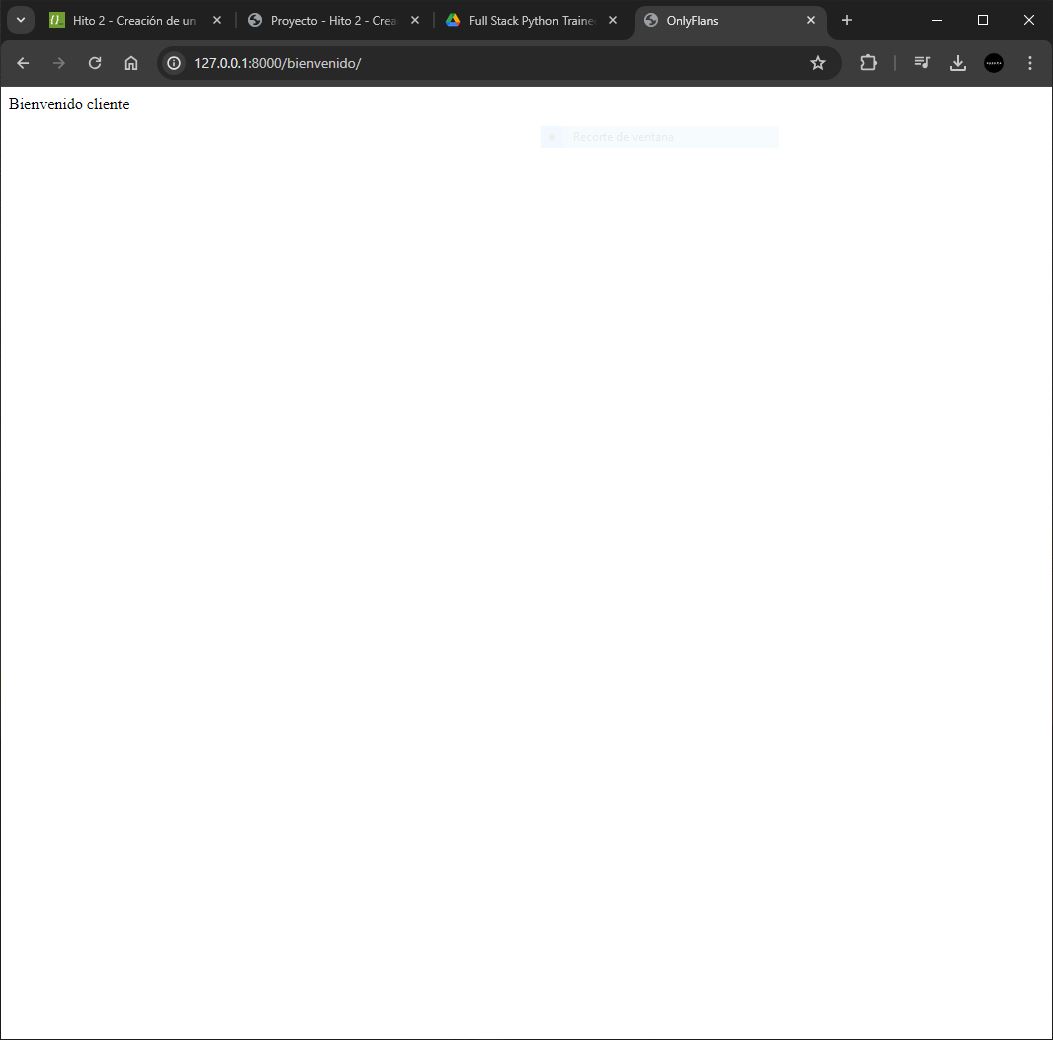 Hito 2 - Creación de un
Proyecto - Hito 2 - Crea
Full Stack Python Trainee
OnlyFlans
127.0.0.1:8000/bienvenido/
Bienvenido cliente
Recorte de ventana